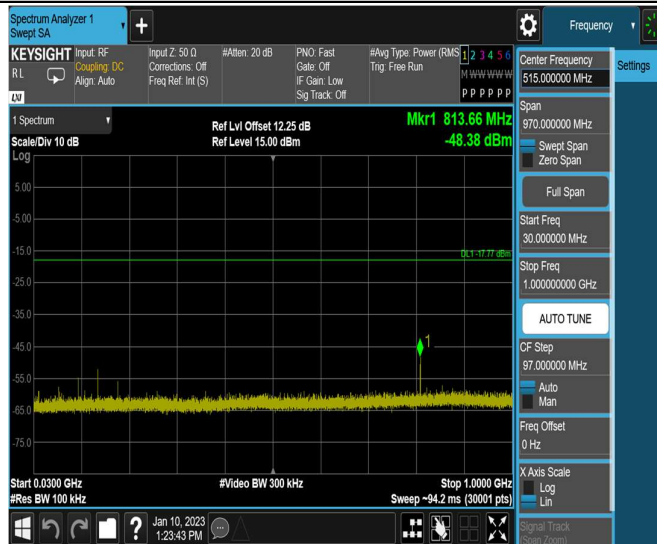 Spectrum Analyzer 1
Swept SA
Frequency
KEYSIGHT
RL
LXI
Input: RF
Coupling: DC
Align: Auto
Input Z: 50 Ω
Corrections: Off
Freq Ref: Int (S)
#Atten: 20 dB
PNO: Fast
Gate: Off
IF Gain: Low
Sig Track: Off
#Avg Type: Power (RMS
Trig: Free Run
1 2 3 4 5 6
M W W W W W
P P P P P P
1 Spectrum
Scale/Div 10 dB
Log
Ref Lvl Offset 12.25 dB
Ref Level 15.00 dBm
Mkr1 813.66 MHz
-48.38 dBm
5.00
-5.00
-15.0
-25.0
-35.0
-45.0
-55.0
-65.0
-75.0
DL1 -17.77 dBm
1
Start 0.0300 GHz
#Res BW 100 kHz
#Video BW 300 kHz
Stop 1.0000 GHz
Sweep ~94.2 ms (30001 pts)
Jan 10, 2023
1:23:43 PM
Center Frequency
515.000000 MHz
Settings
Span
970.000000 MHz
Swept Span
Zero Span
Full Span
Start Freq
30.000000 MHz
Stop Freq
1.000000000 GHz
AUTO TUNE
CF Step
97.000000 MHz
Auto
Man
Freq Offset
0 Hz
X Axis Scale
Log
Lin
Signal Track
(Span Zoom)